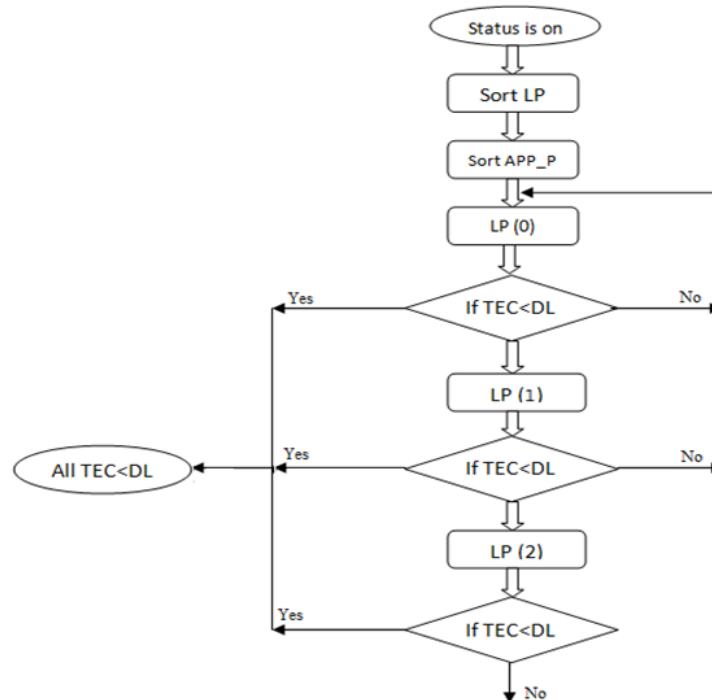 Status is on
Sort LP
Sort APP_P
LP (0)
Yes
If TEC<DL
No
LP (1)
All TEC<DL
Yes
If TEC<DL
No
LP (2)
Yes
If TEC<DL
No